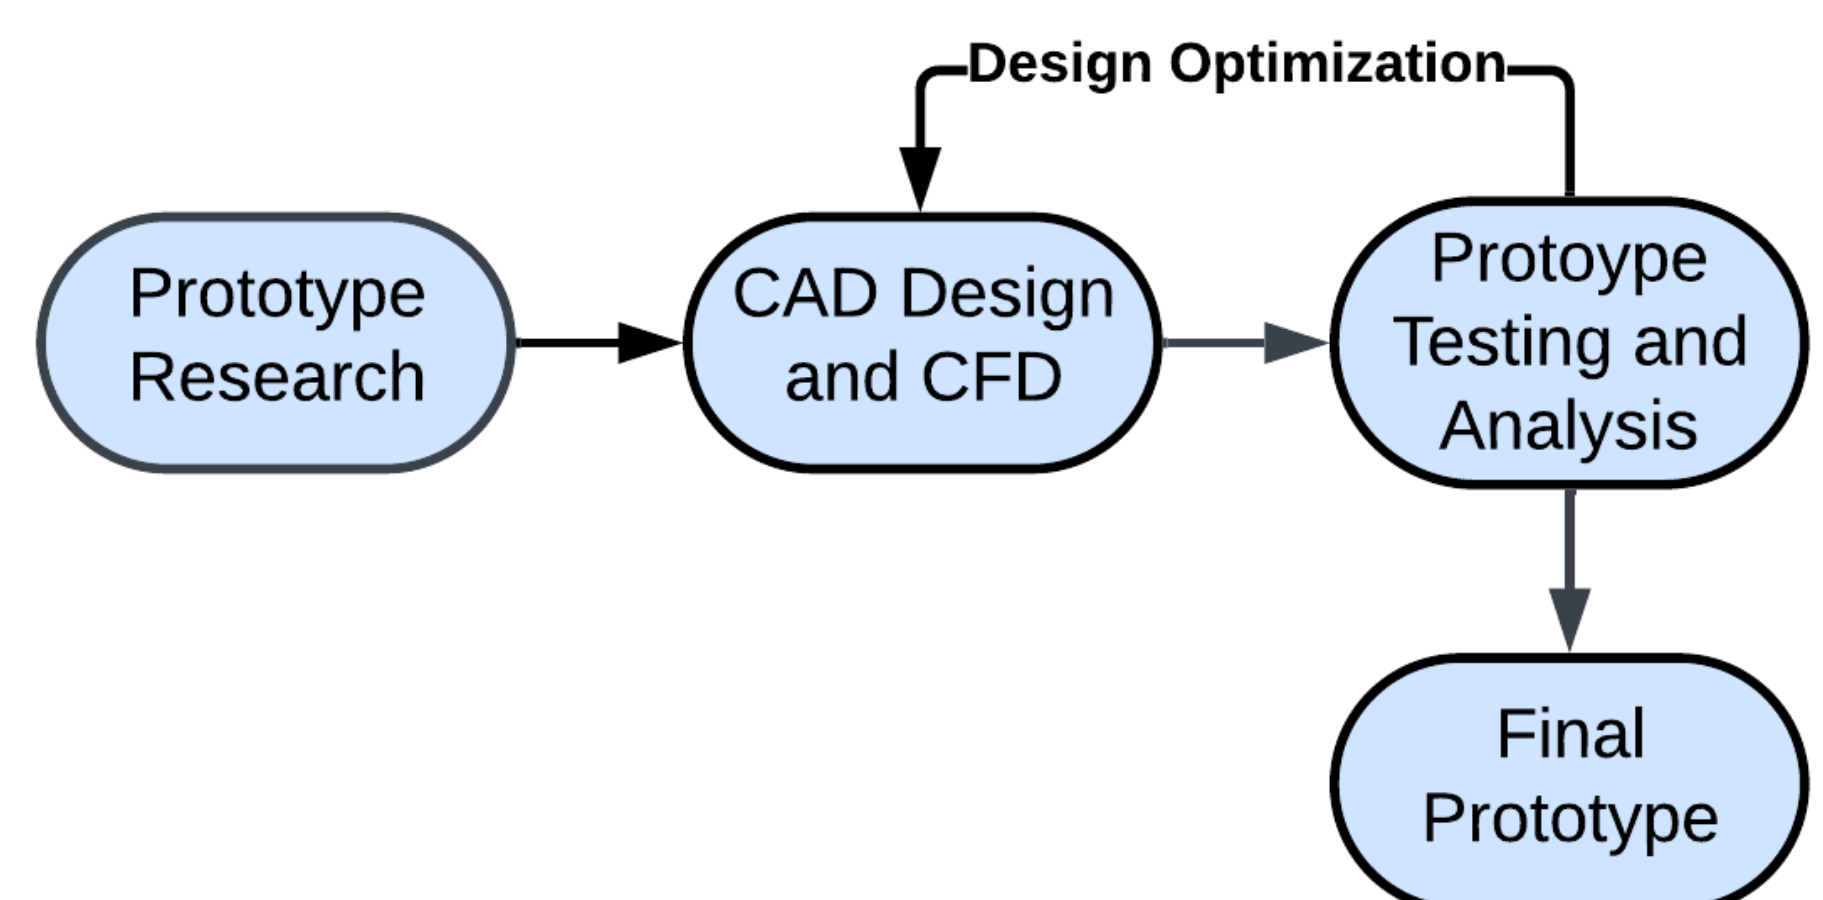 Design Optimization
Prototype
Research
CAD Design
and CFD
Protoype
Testing and
Analysis
Final
Prototype